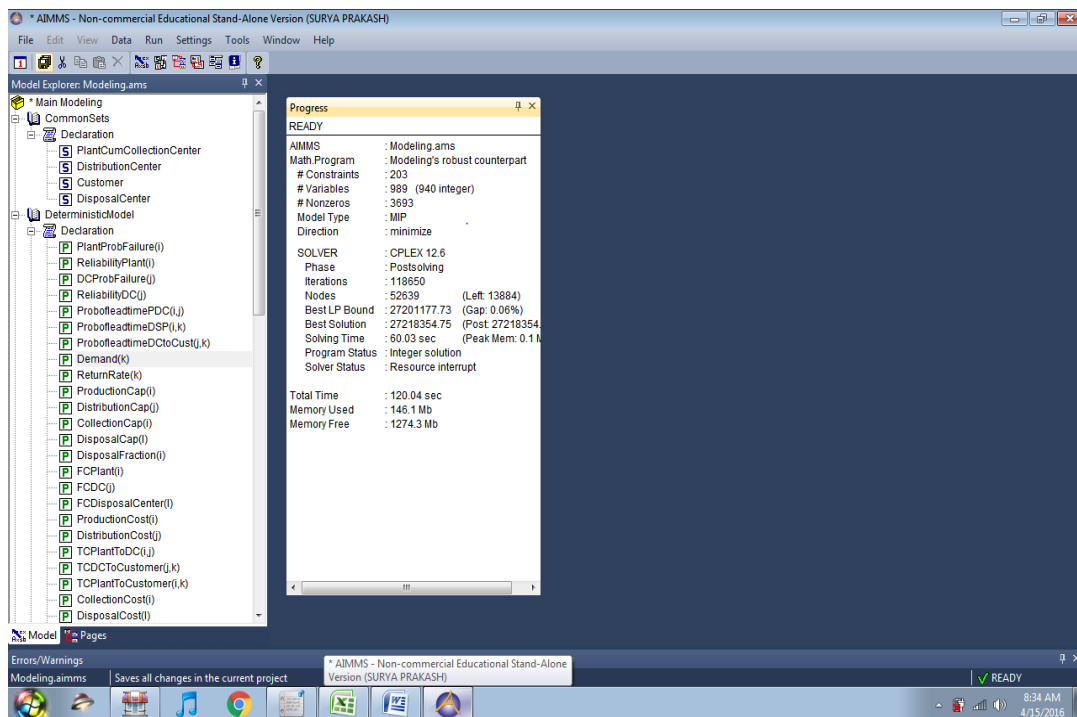 * AIMMS - Non-commercial Educational Stand-Alone Version (SURYA PRAKASH)
File Edit View Data Run Settings Tools Window Help
Model Explorer: Modeling.ams
* Main Modeling
CommonSets
Declaration
S PlantCumCollectionCenter
S DistributionCenter
S Customer
S DisposalCenter
DeterministicModel
Declaration
P PlantProbFailure(i)
P ReliabilityPlant(i)
P DCProbFailure(j)
P ReliabilityDC(j)
P ProbofleadtimePDC(i,j)
P ProbofleadtimeDSP(i,k)
P ProbofleadtimeDCtoCust(j,k)
P Demand(k)
P ReturnRate(k)
P ProductionCap(i)
P DistributionCap(j)
P CollectionCap(i)
P DisposalCap(l)
P DisposalFraction(i)
P FCPlant(i)
P FCDC(j)
P FCDisposalCenter(l)
P ProductionCost(i)
P DistributionCost(j)
P TCPlantToDC(i,j)
P TCDCToCustomer(j,k)
P TCPlantToCustomer(i,k)
P CollectionCost(i)
P DisposalCost(l)
Model Pages
Progress
READY
AIMMS : Modeling.ams
Math.Program : Modeling's robust counterpart
# Constraints : 203
# Variables : 989 (940 integer)
# Nonzeros : 3693
Model Type : MIP
Direction : minimize
SOLVER : CPLEX 12.6
Phase : Postsolving
Iterations : 118650
Nodes : 52639 (Left: 13884)
Best LP Bound : 27201177.73 (Gap: 0.06%)
Best Solution : 27218354.75 (Post: 27218354.
Solving Time : 60.03 sec (Peak Mem: 0.1 M
Program Status : Integer solution
Solver Status : Resource interrupt
Total Time : 120.04 sec
Memory Used : 146.1 Mb
Memory Free : 1274.3 Mb
Errors/Warnings
Modeling.aimms Saves all changes in the current project
* AIMMS - Non-commercial Educational Stand-Alone
Version (SURYA PRAKASH)
READY
8:34 AM
4/15/2016